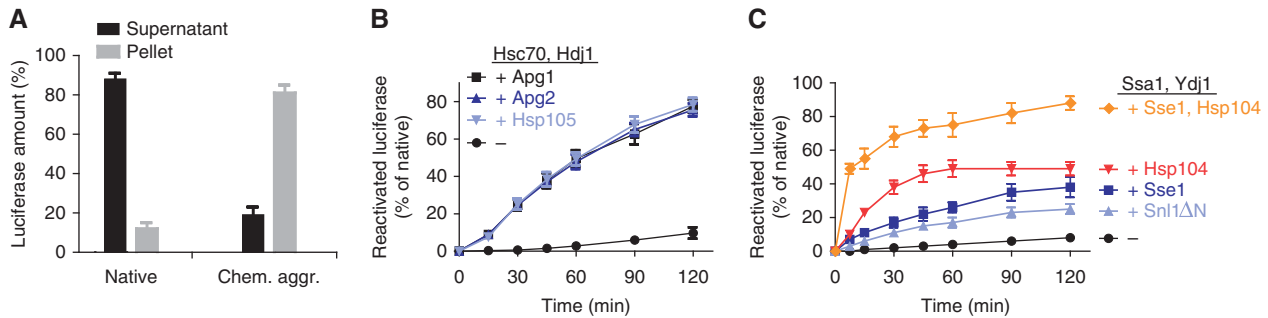 A
Supernatant
Pellet
Luciferase amount (%)
100
80
60
40
20
0
Native
Chem. aggr.
B
Hsc70, Hdj1
+ Apg1
+ Apg2
+ Hsp105
–
Reactivated luciferase
(% of native)
80
60
40
20
0
0
30
60
90
120
Time (min)
C
Reactivated luciferase
(% of native)
100
80
60
40
20
0
0
30
60
90
120
Time (min)
Ssa1, Ydj1
+ Sse1, Hsp104
+ Hsp104
+ Sse1
+ Snl1ΔN
–